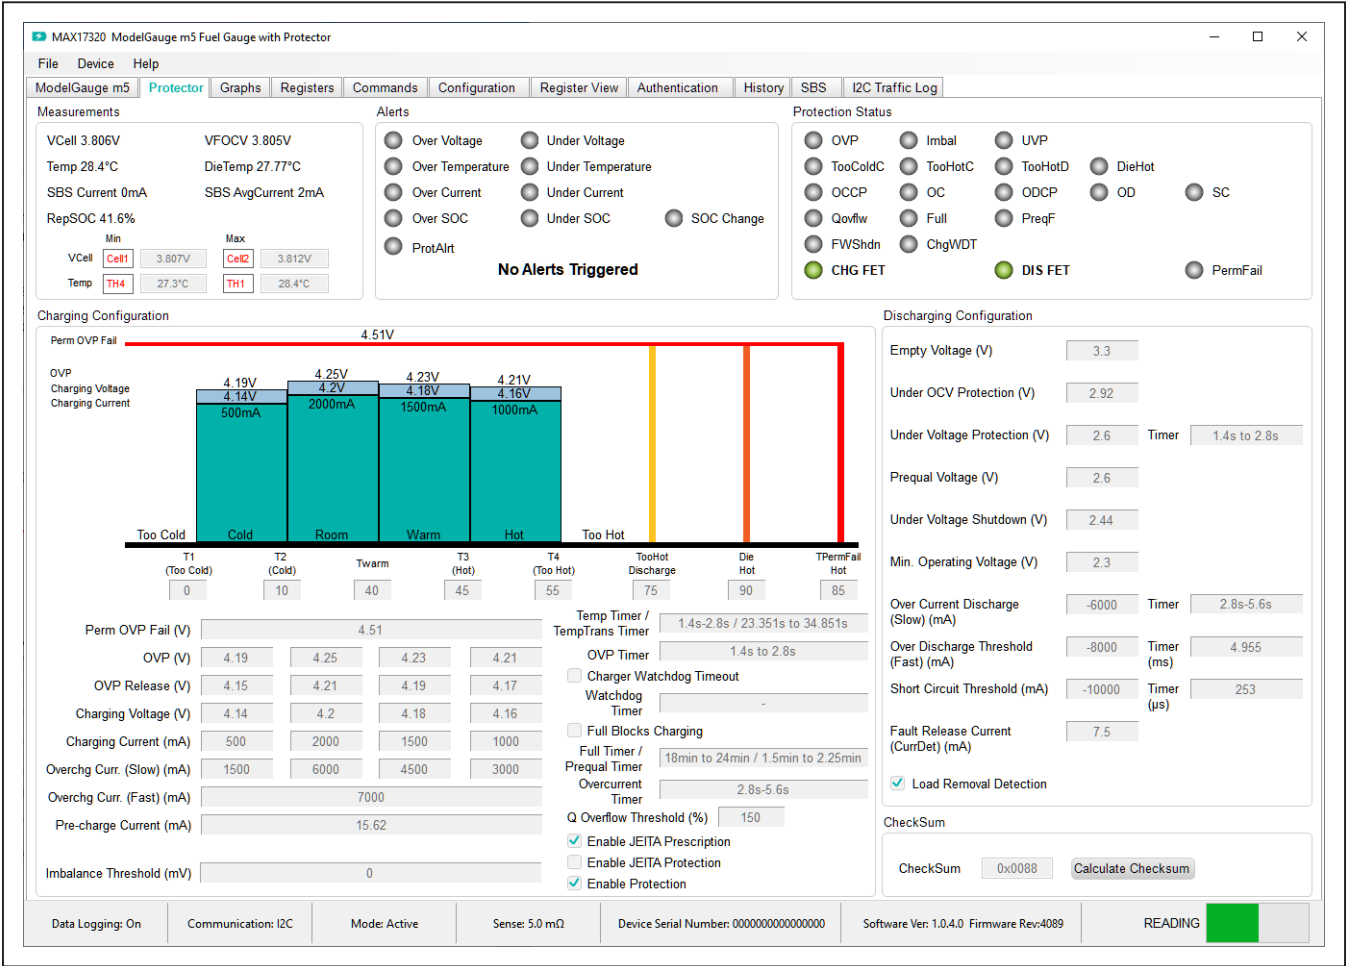 MAX17320 ModelGauge m5 Fuel Gauge with Protector
File Device Help
ModelGauge m5 Protector Graphs Registers Commands Configuration Register View Authentication History SBS I2C Traffic Log
Measurements
VCell 3.806V VFOCV 3.805V
Temp 28.4°C DieTemp 27.77°C
SBS Current 0mA SBS AvgCurrent 2mA
RepSOC 41.6%
Min Max
VCell Cell1 3.807V Cell2 3.812V
Temp TH4 27.3°C TH1 28.4°C
Alerts
Over Voltage Under Voltage
Over Temperature Under Temperature
Over Current Under Current
Over SOC Under SOC SOC Change
ProtAlrt
No Alerts Triggered
Protection Status
OVP Imbal UVP
TooColdC TooHotC TooHotD DieHot
OCCP OC ODCP OD SC
Qovflw Full PreqF
FWShdn ChgWDT
CHG FET DIS FET PermFail
Charging Configuration
Perm OVP Fail 4.51V
OVP 4.19V 4.25V 4.23V 4.21V
Charging Voltage 4.14V 4.2V 4.18V 4.16V
Charging Current 500mA 2000mA 1500mA 1000mA
Too Cold Cold Room Warm Hot Too Hot
T1 T2 Twarm T3 T4 TooHot Die TPermFail
(Too Cold) (Cold) (Hot) (Too Hot) Discharge Hot Hot
0 10 40 45 55 75 90 85
Perm OVP Fail (V) 4.51
OVP (V) 4.19 4.25 4.23 4.21
OVP Release (V) 4.15 4.21 4.19 4.17
Charging Voltage (V) 4.14 4.2 4.18 4.16
Charging Current (mA) 500 2000 1500 1000
Overchg Curr. (Slow) (mA) 1500 6000 4500 3000
Overchg Curr. (Fast) (mA) 7000
Pre-charge Current (mA) 15.62
Imbalance Threshold (mV) 0
Temp Timer /
TempTrans Timer 1.4s-2.8s / 23.351s to 34.851s
OVP Timer 1.4s to 2.8s
Charger Watchdog Timeout
Watchdog
Timer -
Full Blocks Charging
Full Timer /
Prequal Timer 18min to 24min / 1.5min to 2.25min
Overcurrent
Timer 2.8s-5.6s
Q Overflow Threshold (%) 150
Enable JEITA Prescription
Enable JEITA Protection
Enable Protection
Discharging Configuration
Empty Voltage (V) 3.3
Under OCV Protection (V) 2.92
Under Voltage Protection (V) 2.6 Timer 1.4s to 2.8s
Prequal Voltage (V) 2.6
Under Voltage Shutdown (V) 2.44
Min. Operating Voltage (V) 2.3
Over Current Discharge
(Slow) (mA) -6000 Timer 2.8s-5.6s
Over Discharge Threshold
(Fast) (mA) -8000 Timer (ms) 4.955
Short Circuit Threshold (mA) -10000 Timer (µs) 253
Fault Release Current
(CurrDet) (mA) 7.5
Load Removal Detection
CheckSum
CheckSum 0x0088 Calculate Checksum
Data Logging: On Communication: I2C Mode: Active Sense: 5.0 mΩ Device Serial Number: 0000000000000000 Software Ver: 1.0.4.0 Firmware Rev:4089 READING